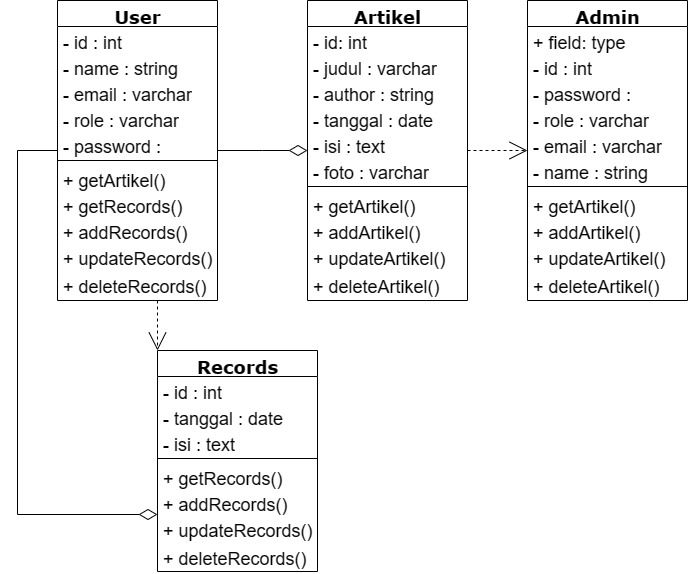 User
- id : int
- name : string
- email : varchar
- role : varchar
- password :
+ getArtikel()
+ getRecords()
+ addRecords()
+ updateRecords()
+ deleteRecords()
Artikel
- id: int
- judul : varchar
- author : string
- tanggal : date
- isi : text
- foto : varchar
+ getArtikel()
+ addArtikel()
+ updateArtikel()
+ deleteArtikel()
Admin
+ field: type
- id : int
- password :
- role : varchar
- email : varchar
- name : string
+ getArtikel()
+ addArtikel()
+ updateArtikel()
+ deleteArtikel()
Records
- id : int
- tanggal : date
- isi : text
+ getRecords()
+ addRecords()
+ updateRecords()
+ deleteRecords()